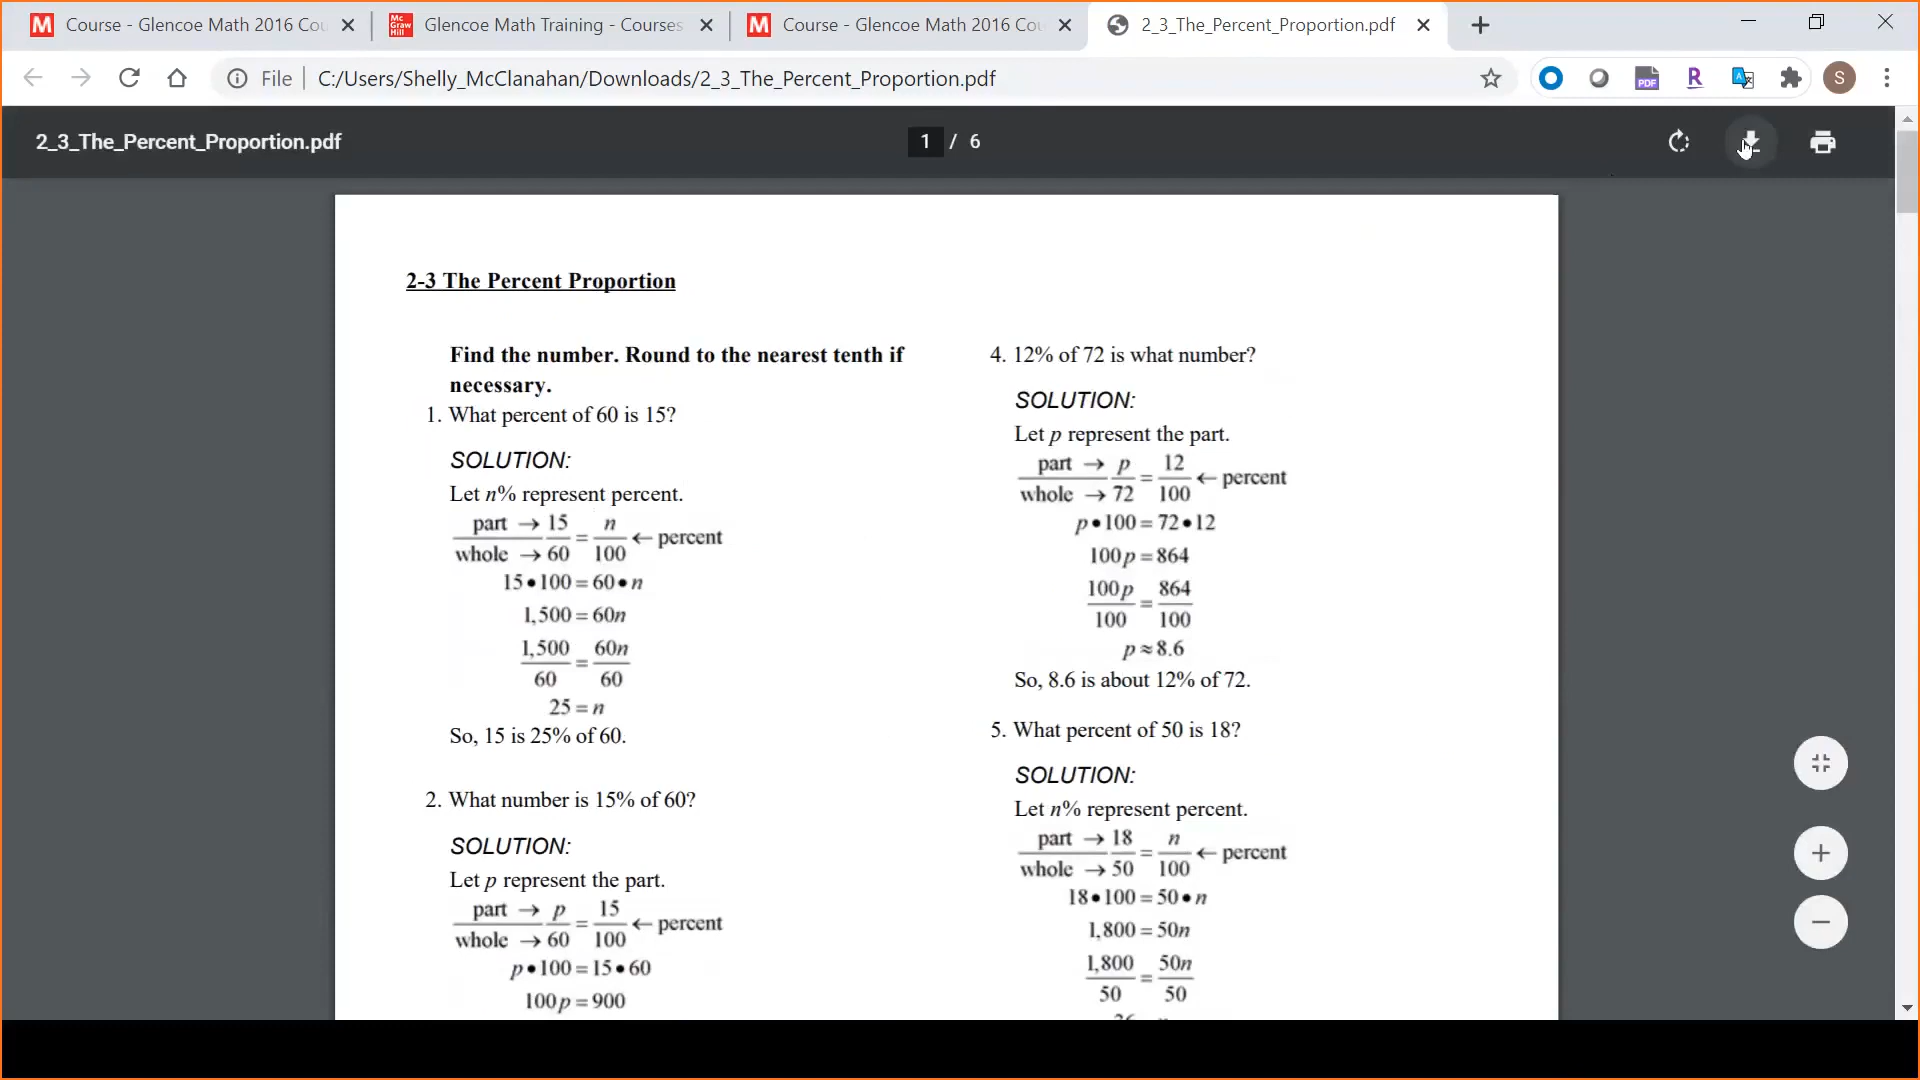 Course - Glencoe Math 2016 Cou
Glencoe Math Training - Courses
Course - Glencoe Math 2016 Cou
2_3_The_Percent_Proportion.pdf
File
C:/Users/Shelly_McClanahan/Downloads/2_3_The_Percent_Proportion.pdf
PDF
R
S
2_3_The_Percent_Proportion.pdf
1 / 6
2-3 The Percent Proportion
Find the number. Round to the nearest tenth if
necessary.
1. What percent of 60 is 15?
SOLUTION:
Let n% represent percent.
part → 15 n
= ← percent
whole → 60 100
15•100 = 60•n
1,500 = 60n
1,500 60n
=
60 60
25 = n
So, 15 is 25% of 60.
2. What number is 15% of 60?
SOLUTION:
Let p represent the part.
part → p 15
= ← percent
whole → 60 100
p•100 = 15•60
100p = 900
4. 12% of 72 is what number?
SOLUTION:
Let p represent the part.
part → p 12
= ← percent
whole → 72 100
p•100 = 72•12
100p = 864
100p 864
=
100 100
p ≈ 8.6
So, 8.6 is about 12% of 72.
5. What percent of 50 is 18?
SOLUTION:
Let n% represent percent.
part → 18 n
= ← percent
whole → 50 100
18•100 = 50•n
1,800 = 50n
1,800 50n
=
50 50